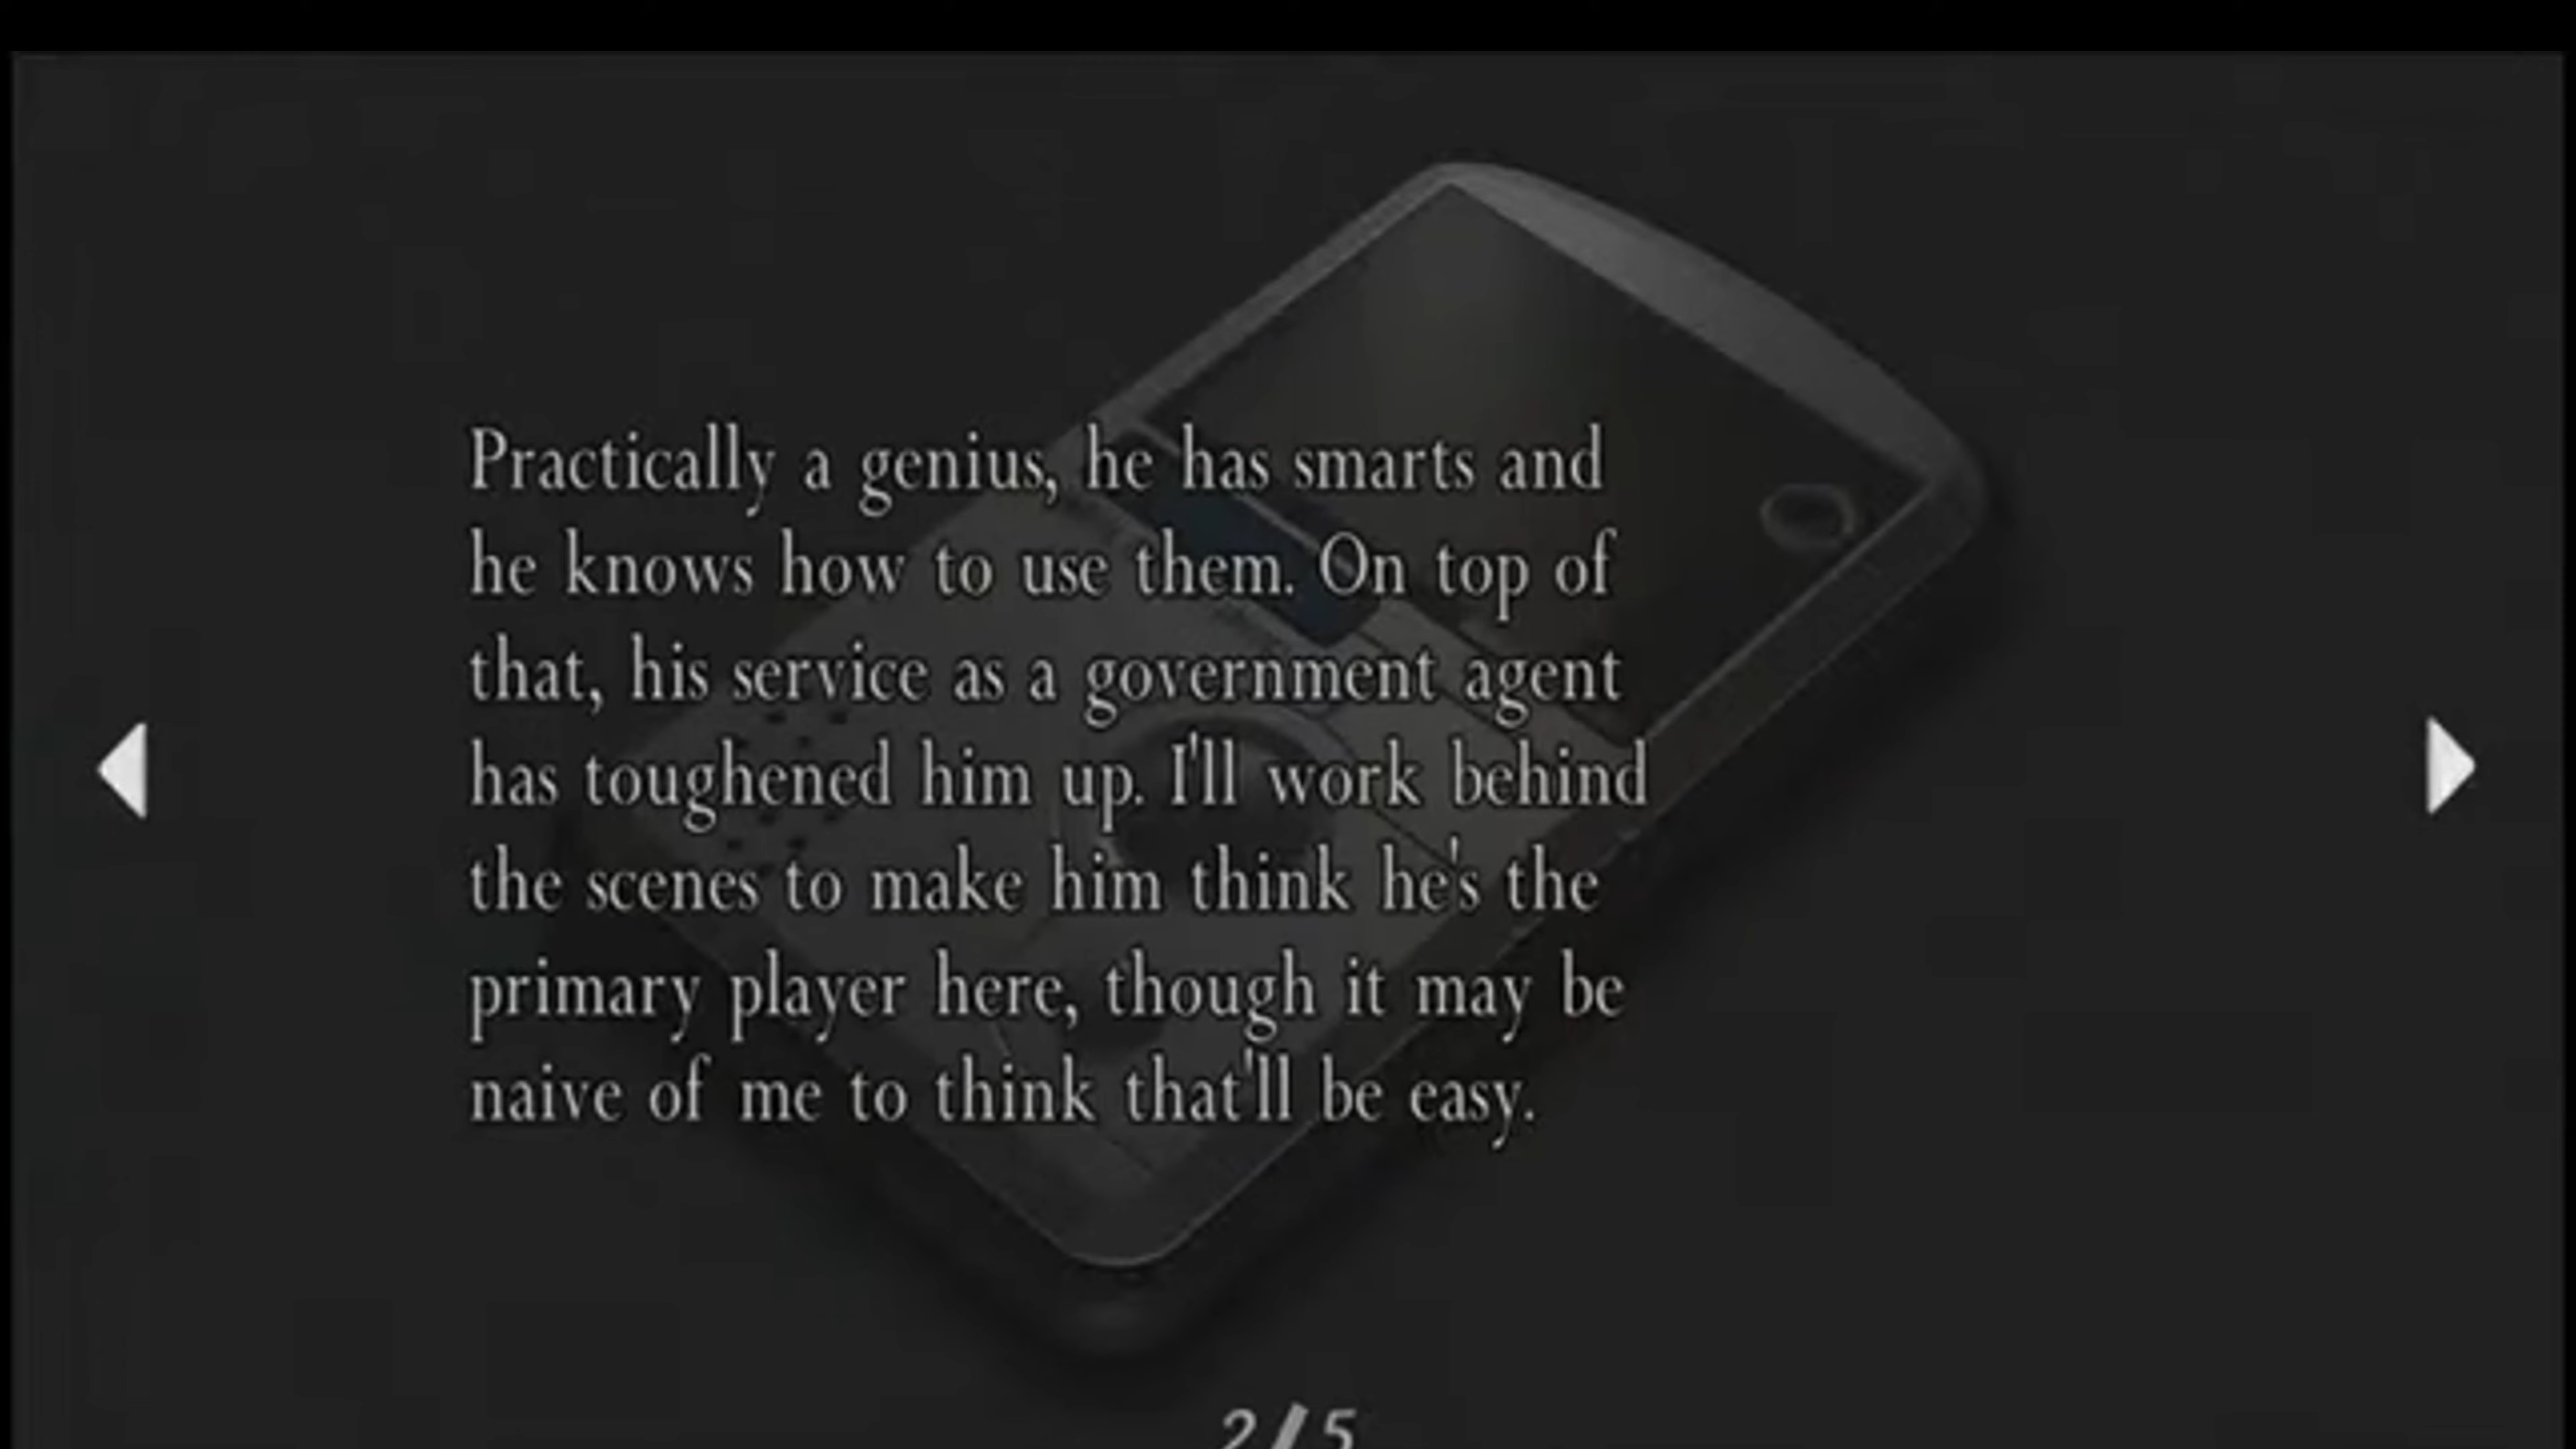 Practically a genius, he has smarts and
he knows how to use them. On top of
that, his service as a government agent
has toughened him up. I'll work behind
the scenes to make him think he's the
primary player here, though it may be
naive of me to think that'll be easy.
2/5